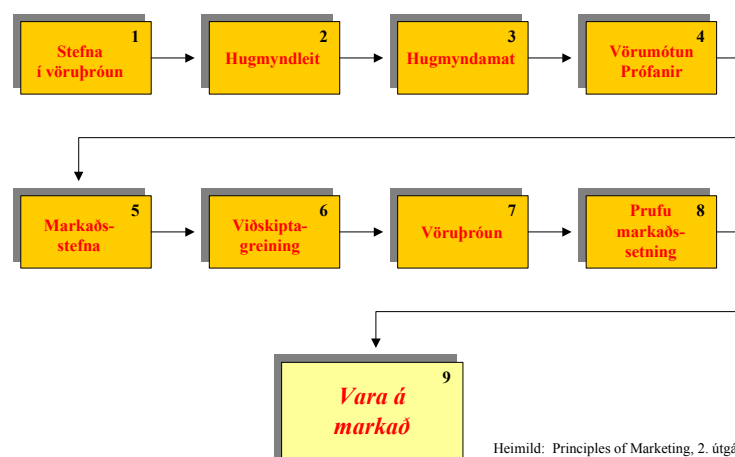 1
Stefna
í vöruþróun
2
Hugmyndleit
3
Hugmyndamat
4
Vörumótun
Prófanir
5
Markaðs-
stefna
6
Viðskipta-
greining
7
Vöruþróun
8
Prufu
markaðs-
setning
9
Vara á
markað
Heimild: Principles of Marketing, 2. útgá